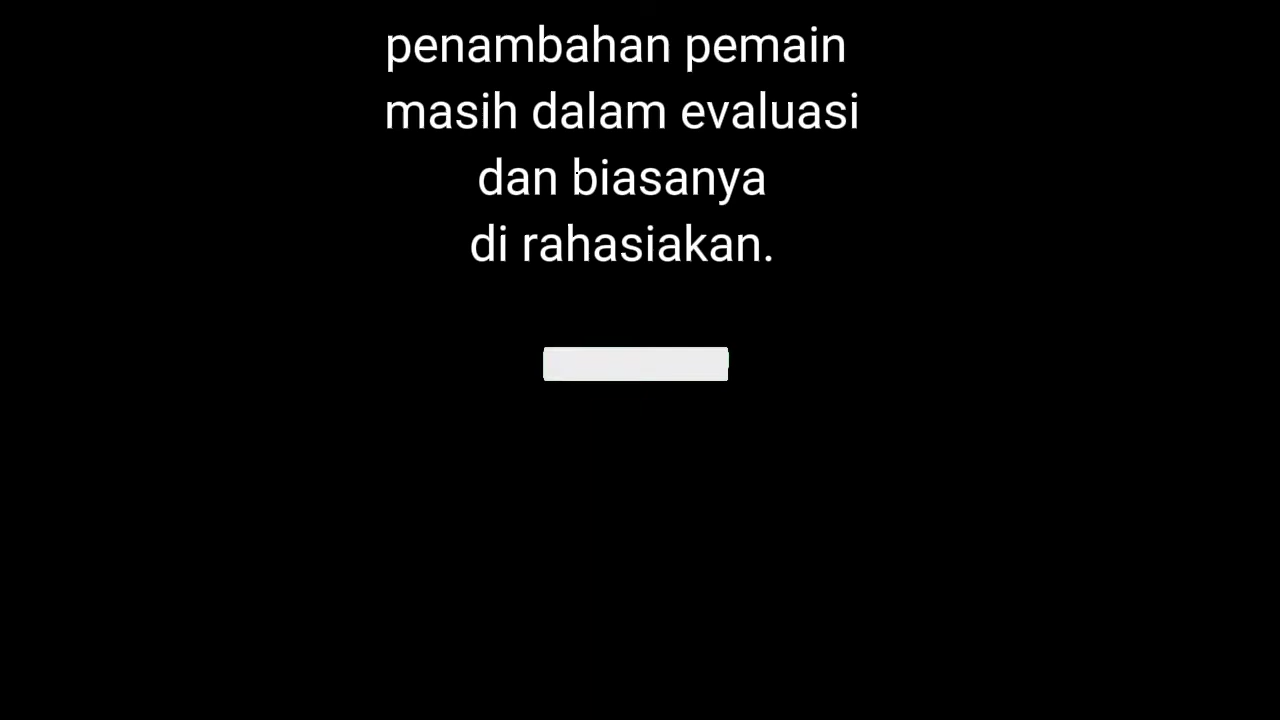 penambahan pemain
masih dalam evaluasi
dan biasanya
di rahasiakan.